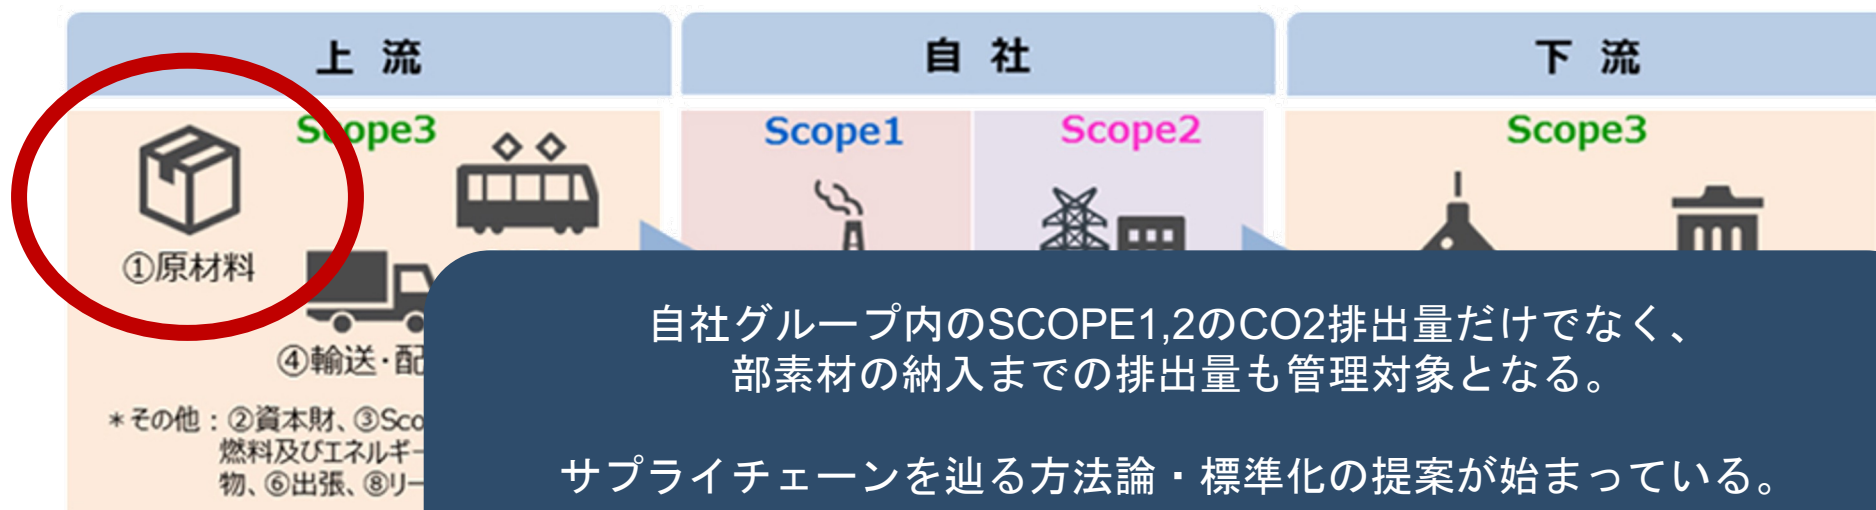 上 流
自 社
下 流
Scope3
Scope1
Scope2
Scope3
①原材料
④輸送・配
＊その他：②資本財、③Sco
燃料及びエネルギー
物、⑥出張、⑧リー
自社グループ内のSCOPE1,2のCO2排出量だけでなく、
部素材の納入までの排出量も管理対象となる。
サプライチェーンを辿る方法論・標準化の提案が始まっている。